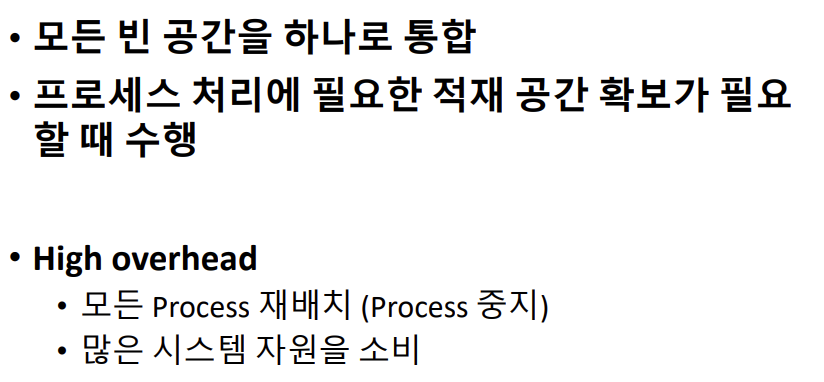 • 모든 빈 공간을 하나로 통합
• 프로세스 처리에 필요한 적재 공간 확보가 필요
할 때 수행
• High overhead
• 모든 Process 재배치 (Process 중지)
• 많은 시스템 자원을 소비